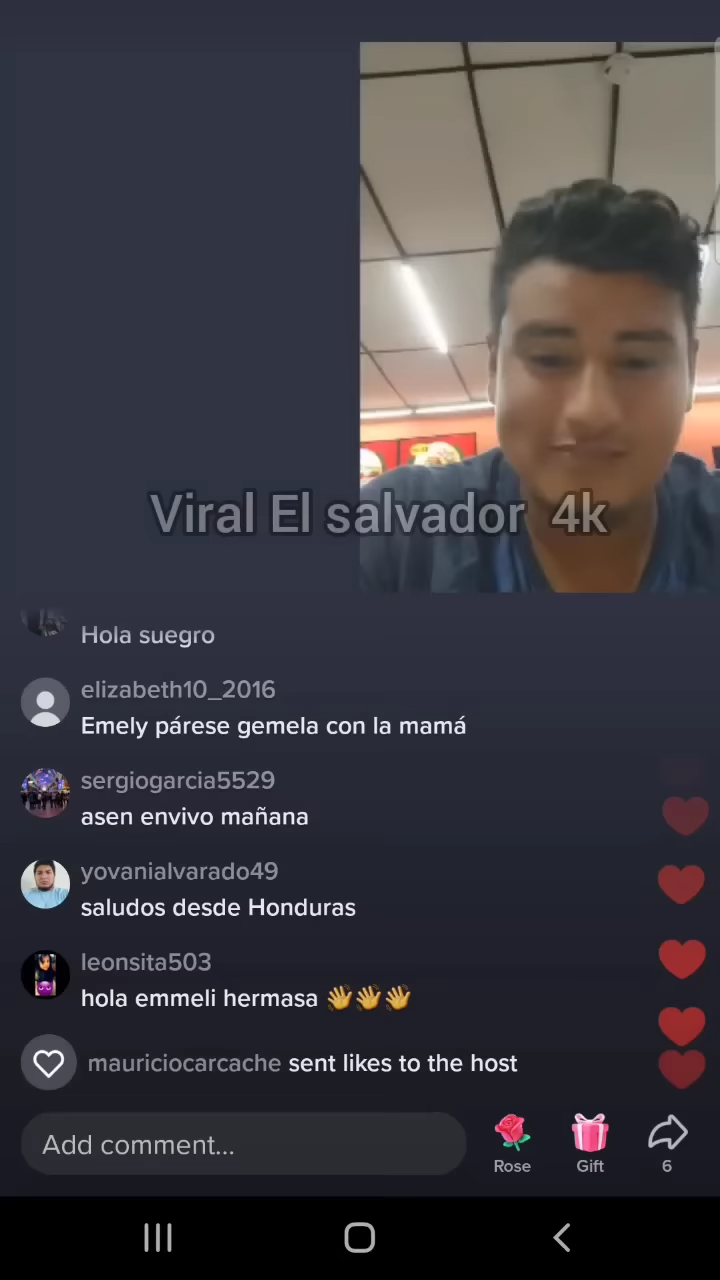 Viral El salvador 4k
Hola suegro
elizabeth10_2016
Emely párese gemela con la mamá
sergiogarcia5529
asen envivo mañana
yovanialvarado49
saludos desde Honduras
leonsita503
hola emmeli hermasa 👋👋👋
mauriciocarcache sent likes to the host
Add comment...
Rose
Gift
6